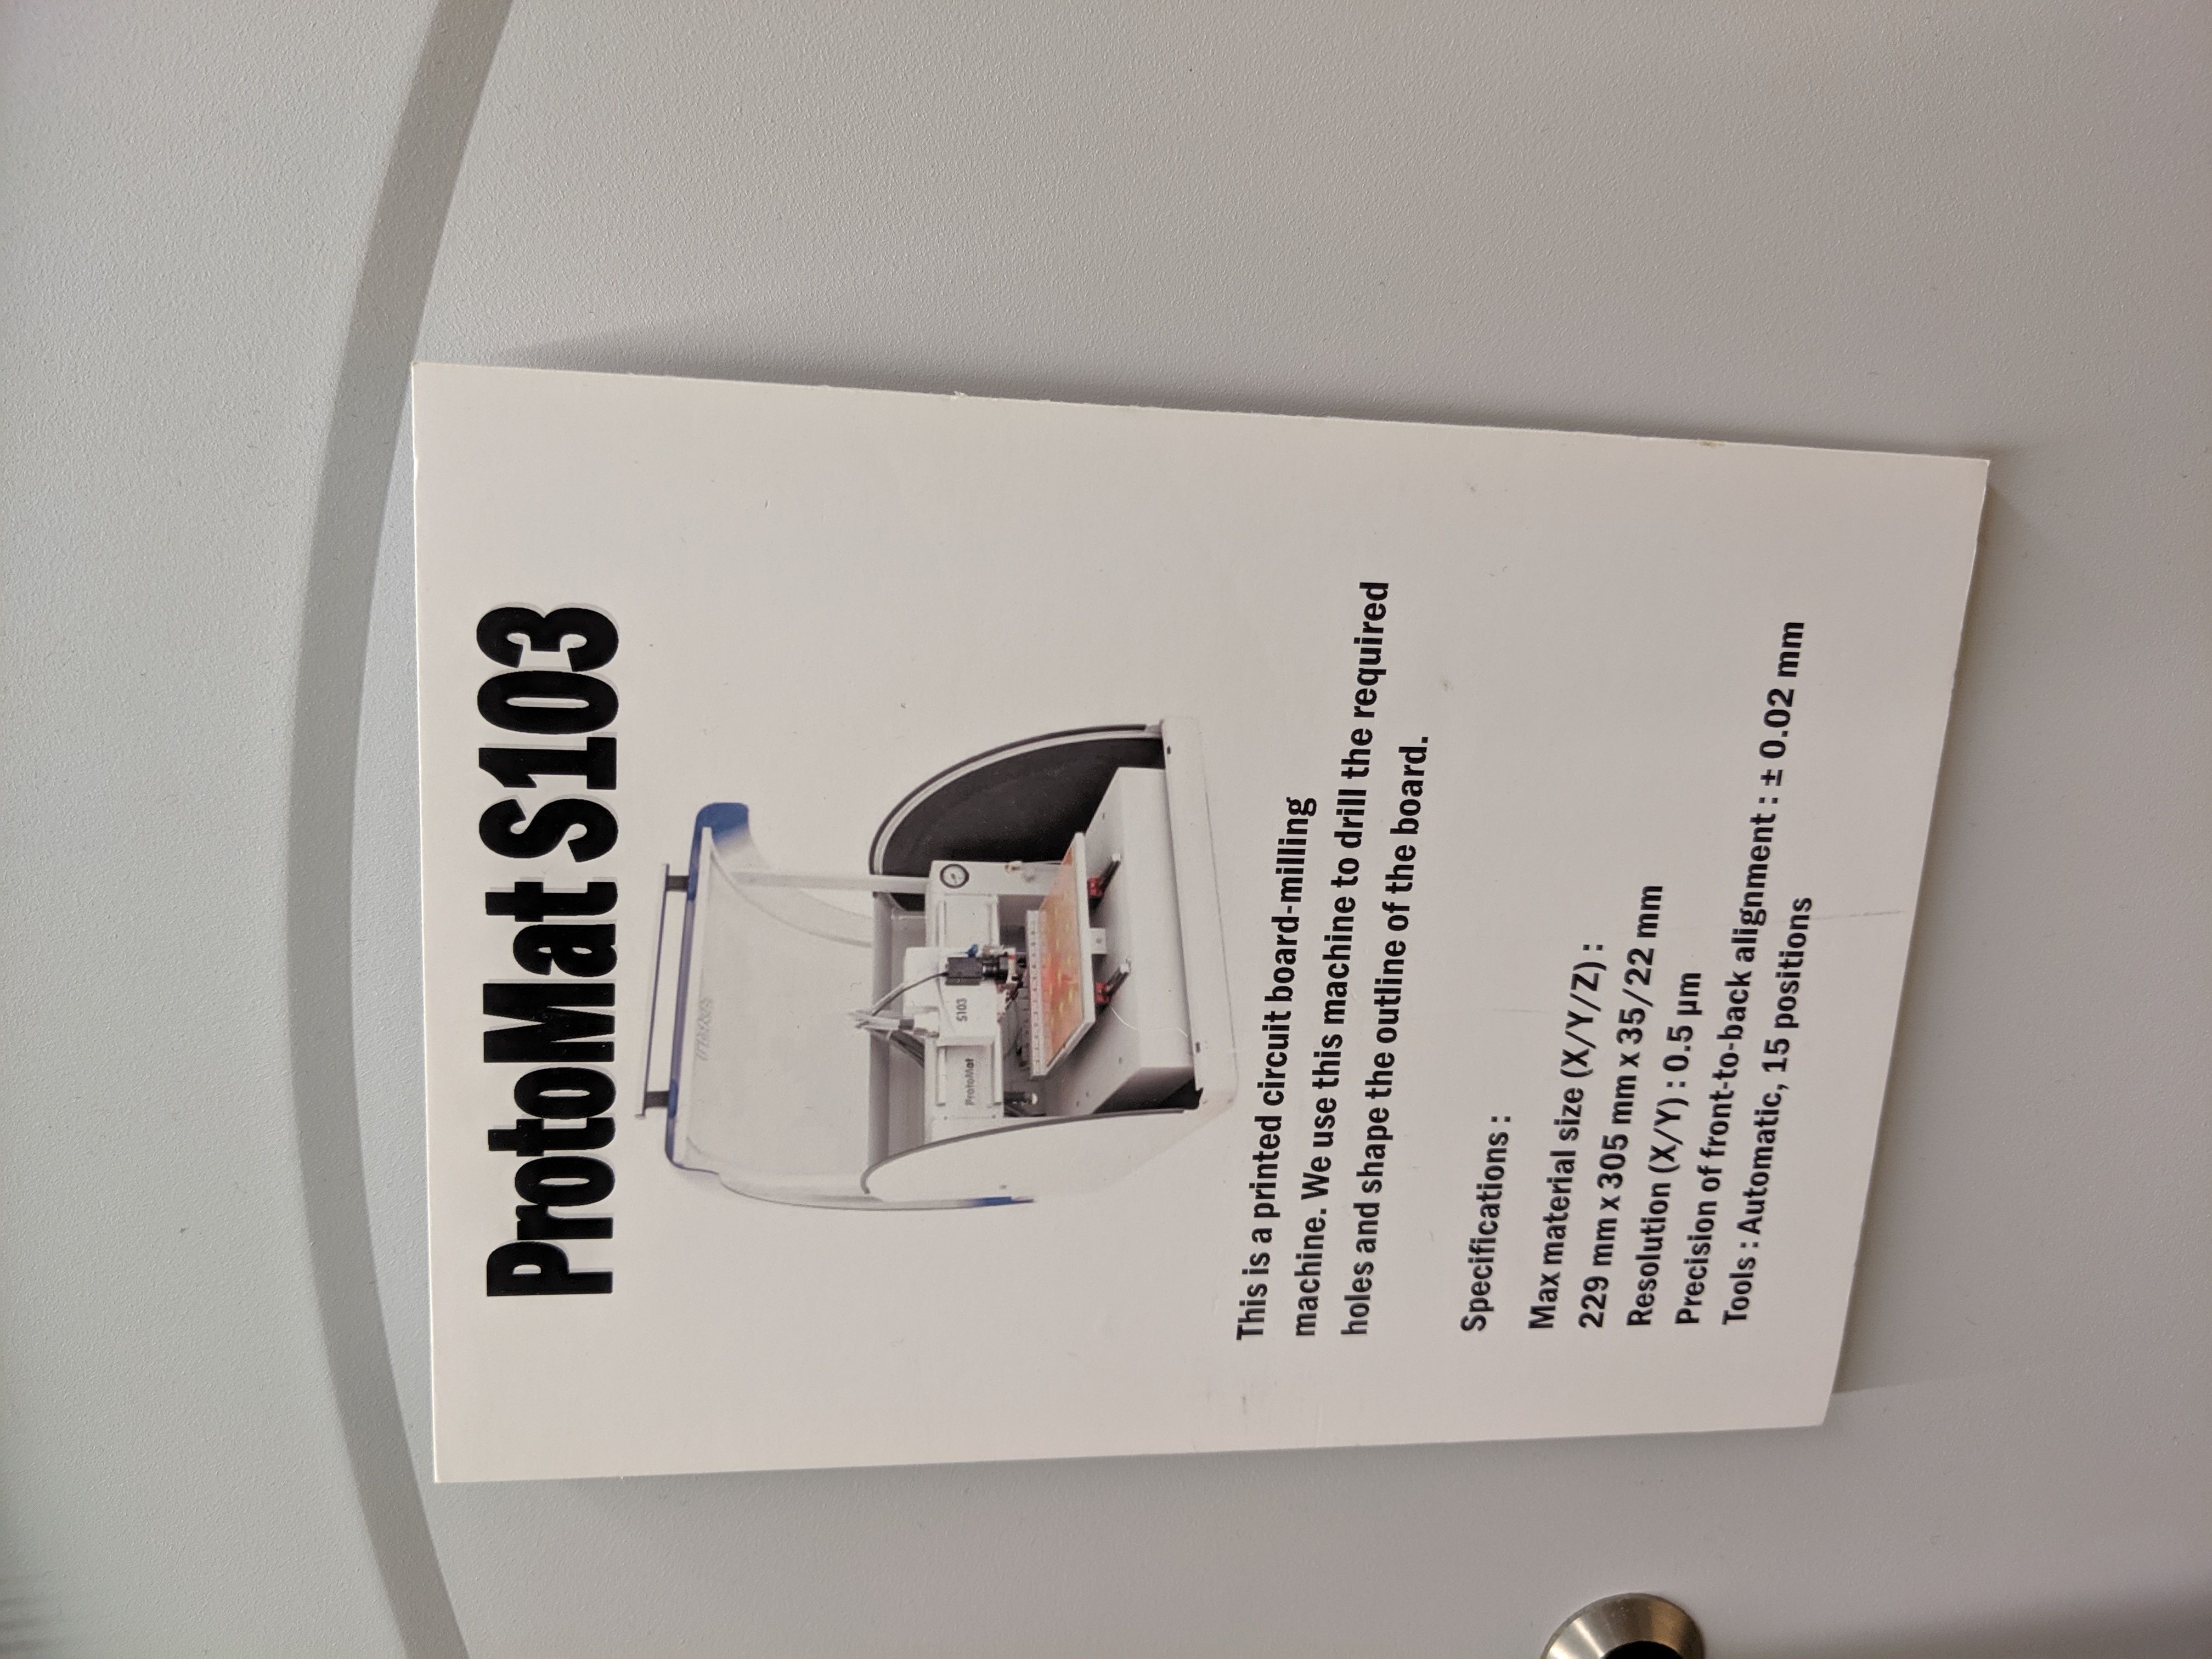 ProtoMat S103
ProtoMat S103
This is a printed circuit board-milling
machine. We use this machine to drill the required
holes and shape the outline of the board.
Specifications :
Max material size (X/Y/Z) :
229 mm x 305 mm x 35/22 mm
Resolution (X/Y) : 0.5 µm
Precision of front-to-back alignment : ± 0.02 mm
Tools : Automatic, 15 positions